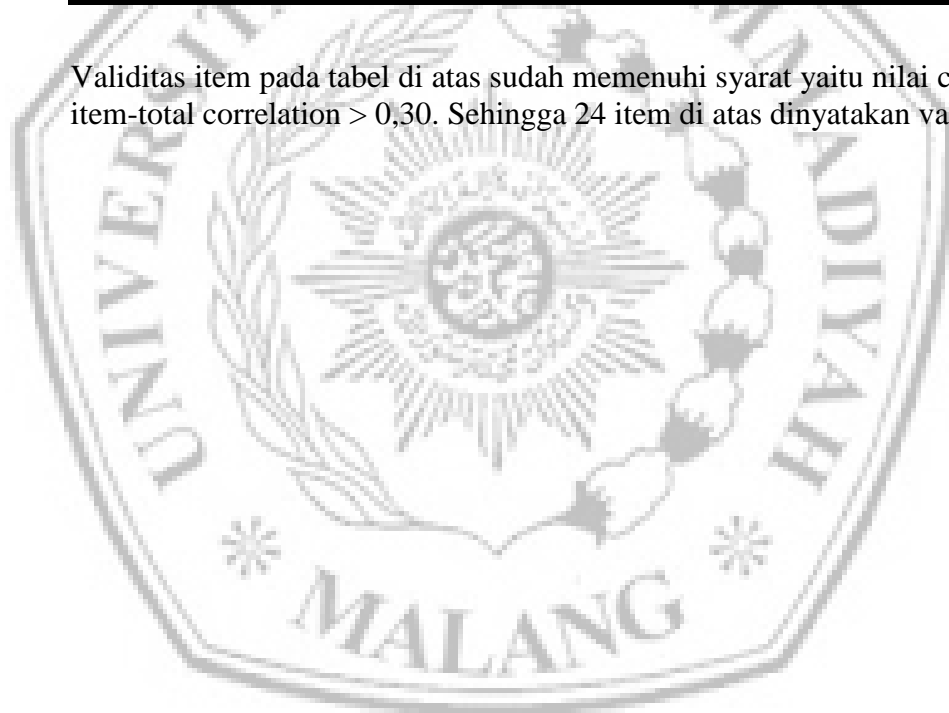 Validitas item pada tabel di atas sudah memenuhi syarat yaitu nilai c
item-total correlation > 0,30. Sehingga 24 item di atas dinyatakan va
MALANG